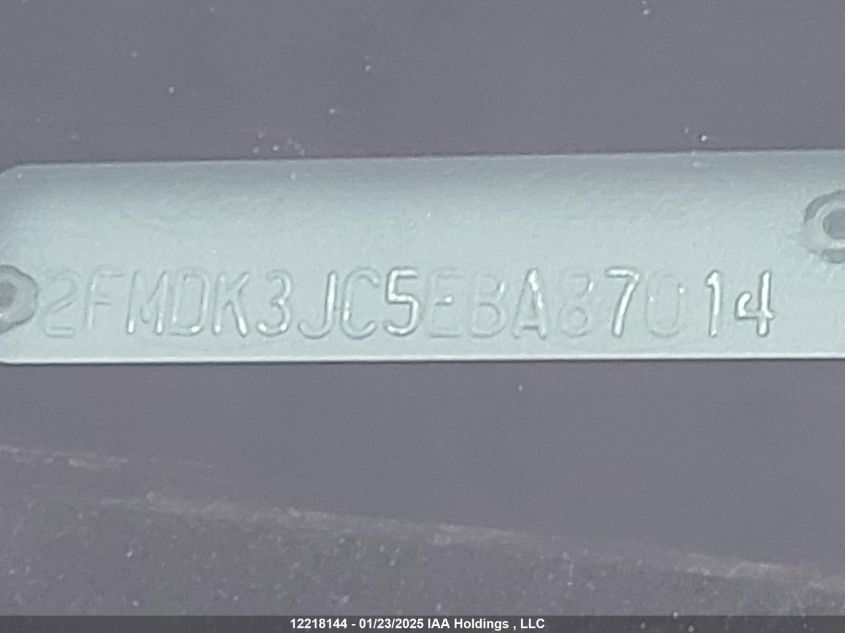 2FMDK3JC5EBA87014
12218144 - 01/23/2025 IAA Holdings , LLC